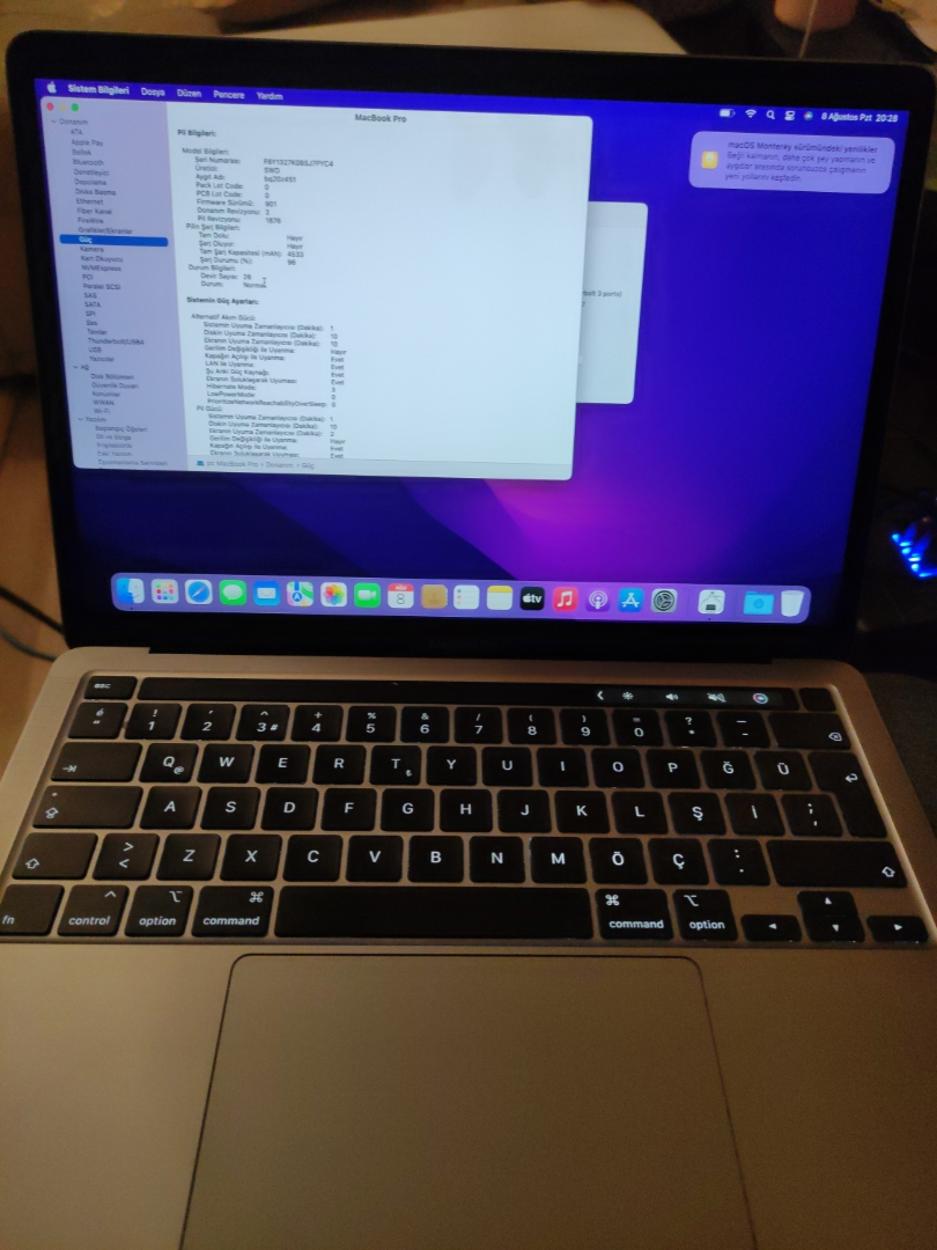 Sistem Bilgileri Dosya Düzen Pencere Yardım
8 Ağustos Pzt 20:28
MacBook Pro
macOS Monterey sürümündeki yenilikler
Bağlı kalmanın, daha çok şey yapmanın ve
aygıtlar arasında sorunsuzca çalışmanın
yeni yollarını keşfedin.
Donanım
ATA
Apple Pay
Bellek
Bluetooth
Denetleyici
Depolama
Diske Basma
Ethernet
Fiber Kanal
FireWire
Grafikler/Ekranlar
Güç
Kamera
Kart Okuyucu
NVMExpress
PCI
Paralel SCSI
SAS
SATA
SPI
Ses
Tanılar
Thunderbolt/USB4
USB
Yazıcılar
Ağ
Disk Bölümleri
Güvenlik Duvarı
Konumlar
WWAN
Wi-Fi
Yazılım
Başlangıç Öğeleri
Dil ve Bölge
Pil Bilgileri:
Model Bilgileri:
Seri Numarası:
Üretici: SWD
Aygıt Adı: bq20z451
Pack Lot Code: 0
PCB Lot Code: 0
Firmware Sürümü: 901
Donanım Revizyonu: 2
Pil Revizyonu: 1876
Pilin Şarj Bilgileri:
Tam Dolu: Hayır
Şarj Oluyor: Hayır
Tam Şarj Kapasitesi (mAh): 4533
Şarj Durumu (%): 96
Durum Bilgileri:
Devir Sayısı: 26
Durum: Normal
Sistemin Güç Ayarları:
Alternatif Akım Gücü:
Sistemin Uyuma Zamanlayıcısı (Dakika): 1
Diskin Uyuma Zamanlayıcısı (Dakika): 10
Ekranın Uyuma Zamanlayıcısı (Dakika): 10
Gerilim Değişikliği ile Uyanma: Hayır
Kapağın Açılışı ile Uyanma: Evet
LAN ile Uyanma: Evet
Şu Anki Güç Kaynağı: Evet
Ekranın Soluklaşarak Uyuması: Evet
Hibernate Mode: 3
LowPowerMode: 0
PrioritizeNetworkReachabilityOverSleep: 0
Pil Gücü:
Sistemin Uyuma Zamanlayıcısı (Dakika): 1
Diskin Uyuma Zamanlayıcısı (Dakika): 10
Ekranın Uyuma Zamanlayıcısı (Dakika): 2
Gerilim Değişikliği ile Uyanma: Hayır
Kapağın Açılışı ile Uyanma: Evet
Ekranın Soluklaşarak Uyuması: Evet
MacBook Pro > Donanım > Güç
3 ports)
8
tv
esc
é " ! 1 ' 2 ^ 3 # + 4 % 5 & 6 / 7 ( 8 ) 9 = 0 ? * _ -
Q @ W E R T ₺ Y U I O P Ğ Ü
A S D F G H J K L Ş İ ; ,
> < Z X C V B N M Ö Ç : .
fn control option command command option